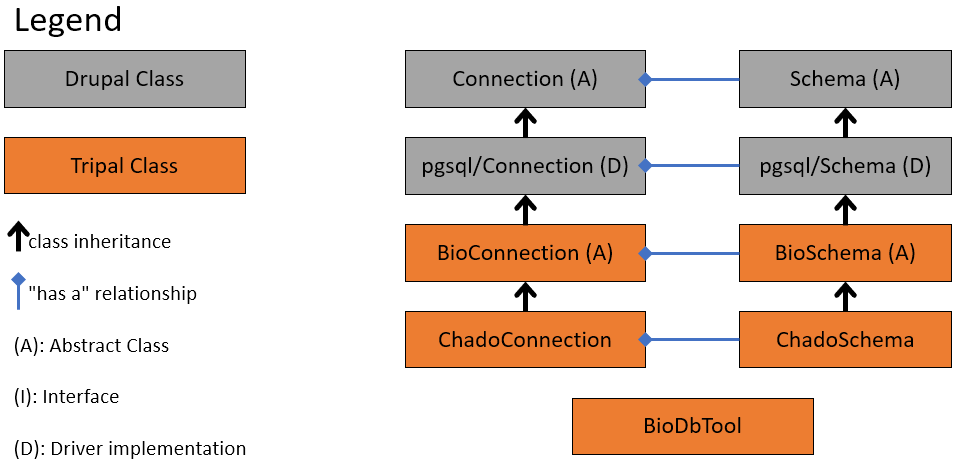 Legend
Drupal Class
Tripal Class
class inheritance
"has a" relationship
(A): Abstract Class
(I): Interface
(D): Driver implementation
Connection (A)
Schema (A)
pgsql/Connection (D)
pgsql/Schema (D)
BioConnection (A)
BioSchema (A)
ChadoConnection
ChadoSchema
BioDbTool